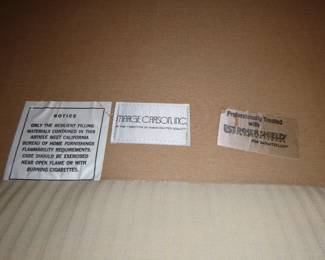 NOTICE
ONLY THE RESILIENT FILLING
MATERIALS CONTAINED IN THIS
ARTICLE MEET CALIFORNIA
BUREAU OF HOME FURNISHINGS
FLAMMABILITY REQUIREMENTS.
CARE SHOULD BE EXERCISED
NEAR OPEN FLAME OR WITH
BURNING CIGARETTES.
MARGE CARSON, INC.
Professionally Treated
with